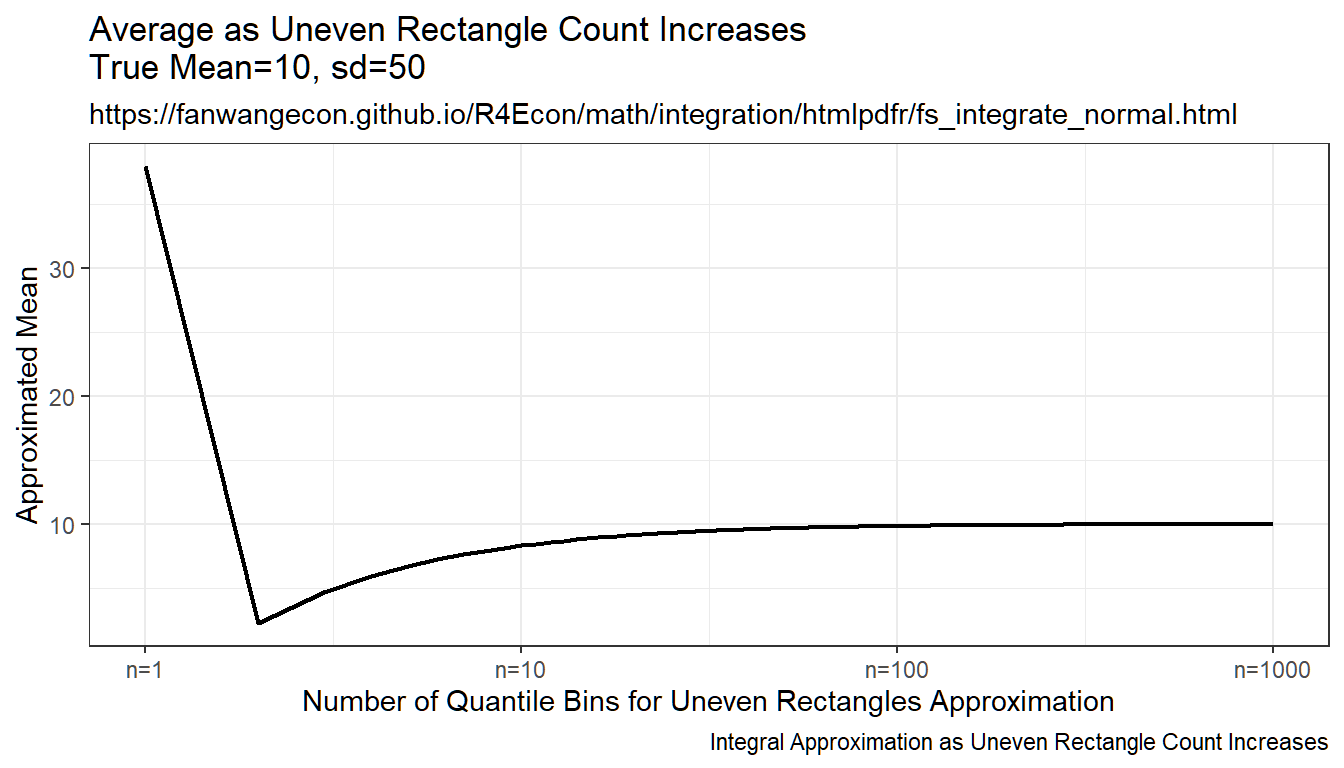 Average as Uneven Rectangle Count Increases
True Mean=10, sd=50
https://fanwangecon.github.io/R4Econ/math/integration/htmlpdfr/fs_integrate_normal.html
Approximated Mean
30
20
10
n=1 n=10 n=100 n=1000
Number of Quantile Bins for Uneven Rectangles Approximation
Integral Approximation as Uneven Rectangle Count Increases